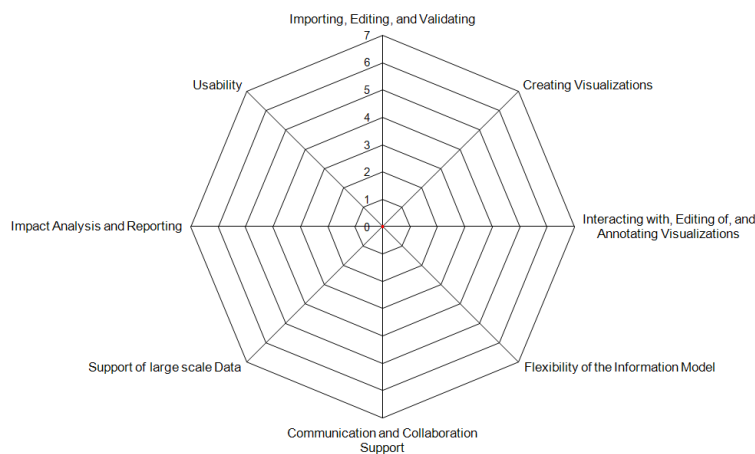 Importing, Editing, and Validating
7
6
5
4
3
2
1
0
Usability
Creating Visualizations
Impact Analysis and Reporting
Interacting with, Editing of, and
Annotating Visualizations
Support of large scale Data
Flexibility of the Information Model
Communication and Collaboration
Support